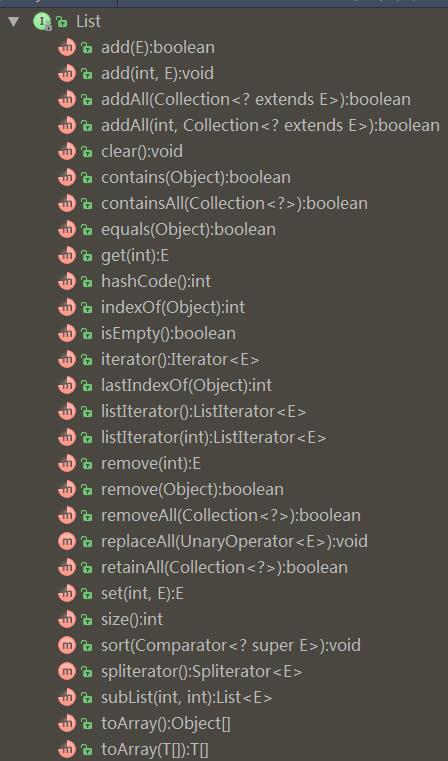 List
add(E):boolean
add(int, E):void
addAll(Collection<? extends E>):boolean
addAll(int, Collection<? extends E>):boolean
clear():void
contains(Object):boolean
containsAll(Collection<?>):boolean
equals(Object):boolean
get(int):E
hashCode():int
indexOf(Object):int
isEmpty():boolean
iterator():Iterator<E>
lastIndexOf(Object):int
listIterator():ListIterator<E>
listIterator(int):ListIterator<E>
remove(int):E
remove(Object):boolean
removeAll(Collection<?>):boolean
replaceAll(UnaryOperator<E>):void
retainAll(Collection<?>):boolean
set(int, E):E
size():int
sort(Comparator<? super E>):void
spliterator():Spliterator<E>
subList(int, int):List<E>
toArray():Object[]
toArray(T[]):T[]